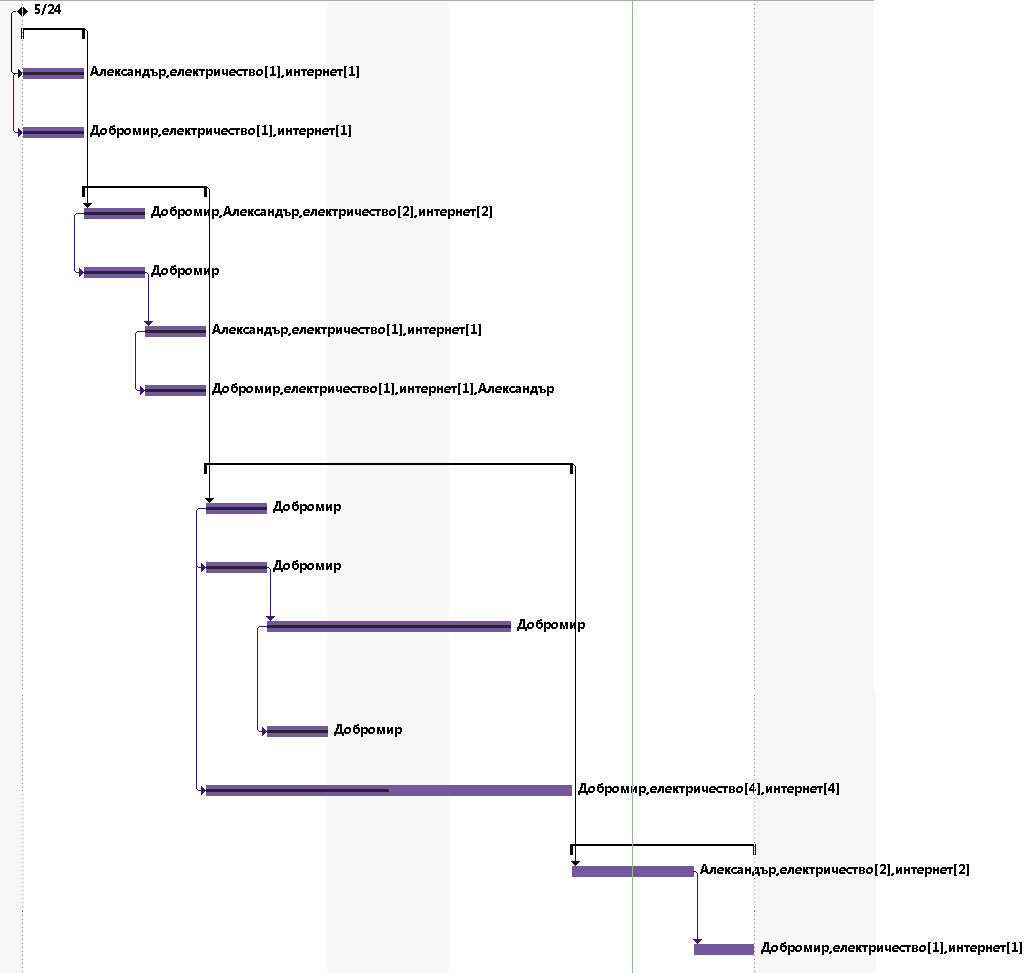 5/24
Александър,електричество[1],интернет[1]
Добромир,електричество[1],интернет[1]
Добромир,Александър,електричество[2],интернет[2]
Добромир
Александър,електричество[1],интернет[1]
Добромир,електричество[1],интернет[1],Александър
Добромир
Добромир
Добромир
Добромир
Добромир,електричество[4],интернет[4]
Александър,електричество[2],интернет[2]
Добромир,електричество[1],интернет[1]